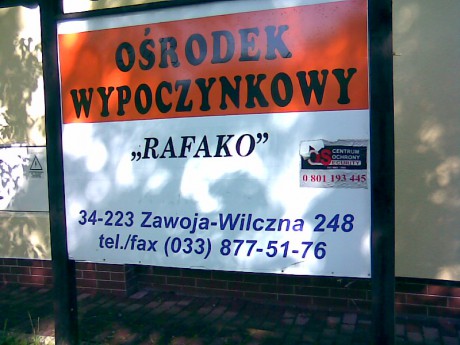 OŚRODEK
WYPOCZYNKOWY
„RAFAKO”
CENTRUM
OCHRONY
0 801 193 445
34-223 Zawoja-Wilczna 248
tel./fax (033) 877-51-76